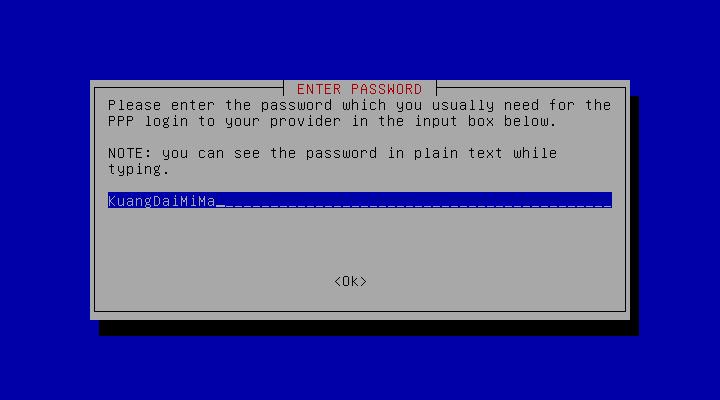 ENTER PASSWORD
Please enter the password which you usually need for the
PPP login to your provider in the input box below.
NOTE: you can see the password in plain text while
typing.
KuangDaiMiMa
<Ok>